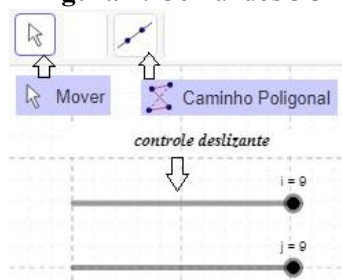 Mover
Caminho Poligonal
controle deslizante
i = 9
j = 9